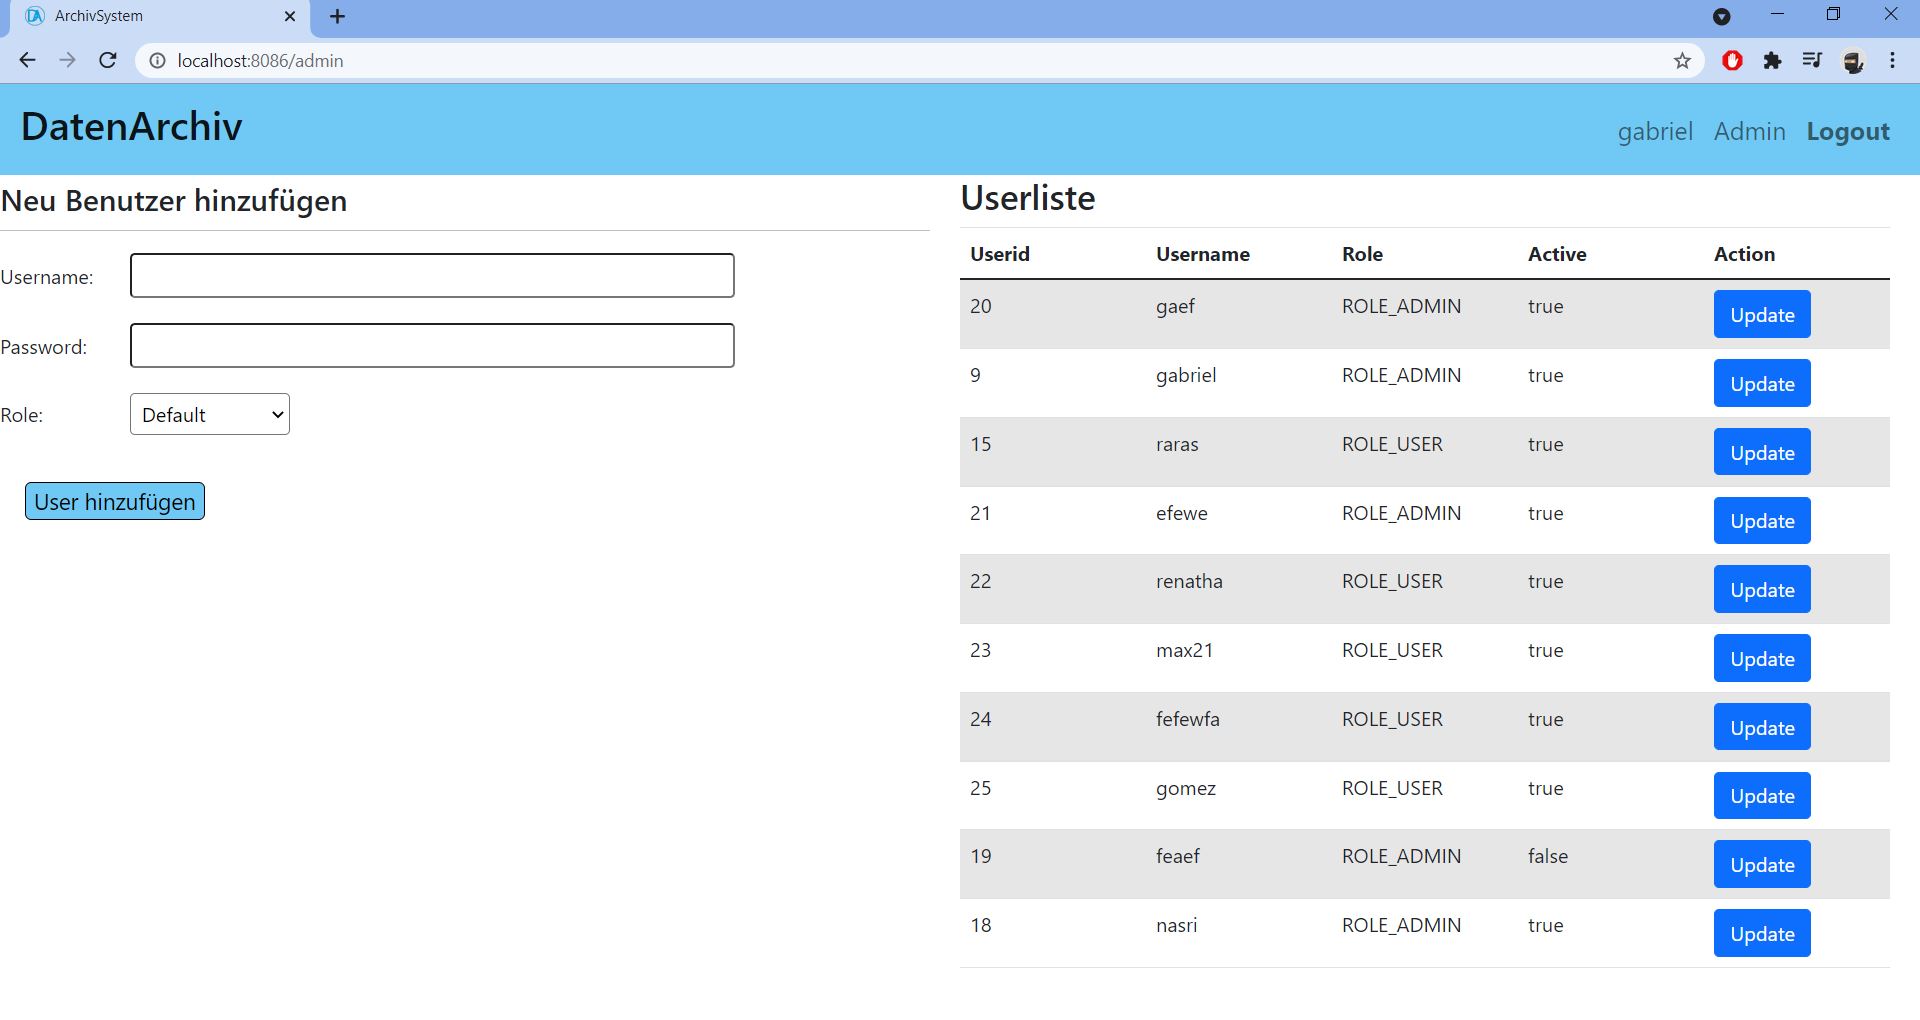 ArchivSystem
localhost:8086/admin
DatenArchiv
gabriel Admin Logout
Neu Benutzer hinzufügen
Username:
Password:
Role: Default
User hinzufügen
Userliste
Userid Username Role Active Action
20 gaef ROLE_ADMIN true Update
9 gabriel ROLE_ADMIN true Update
15 raras ROLE_USER true Update
21 efewe ROLE_ADMIN true Update
22 renatha ROLE_USER true Update
23 max21 ROLE_USER true Update
24 fefewfa ROLE_USER true Update
25 gomez ROLE_USER true Update
19 feaef ROLE_ADMIN false Update
18 nasri ROLE_ADMIN true Update